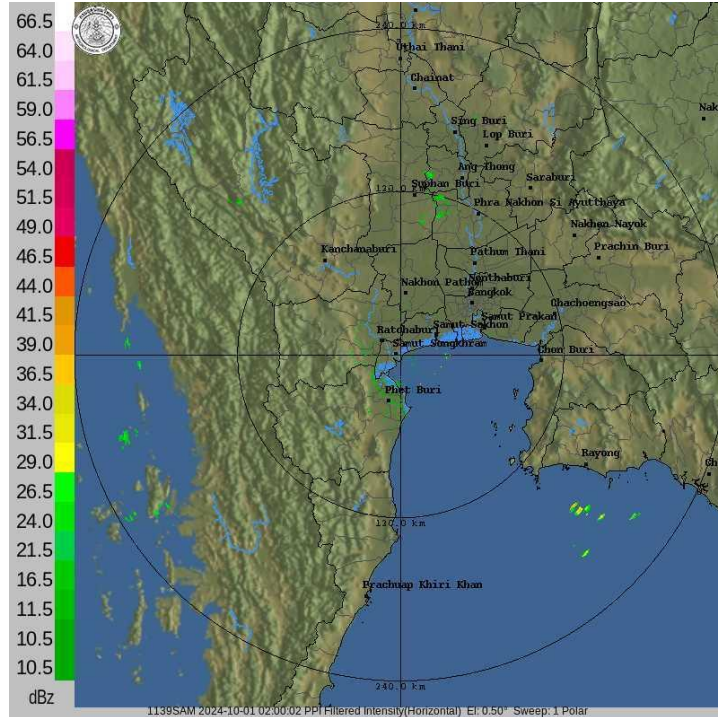 66.5
64.0
61.5
59.0
56.5
54.0
51.5
49.0
46.5
44.5
41.5
39.0
36.5
34.0
31.5
29.0
26.5
24.0
21.5
16.5
11.5
10.5
10.5
dBz
240.0 km
Uthai Thani
Chainat
Nak
Sing Buri
Lop Buri
Ang Thong
Saraburi
120.0 km
Suphan Buri
Phra Nakhon Si Ayutthaya
Nakhon Nayok
Kanchanaburi
Pathum Thani
Prachin Buri
Nonthaburi
Nakhon Pathom
Bangkok
Chachoengsao
Samut Prakan
Samut Sakhon
Ratchaburi
Samut Songkhram
Chon Buri
Phet Buri
Rayong
Ch
120.0 km
Prachuap Khiri Khan
240.0 km
1139SAM 2024-10-01 02:00:02 PPI Filtered Intensity(Horizontal) El: 0.50° Sweep: 1 Polar